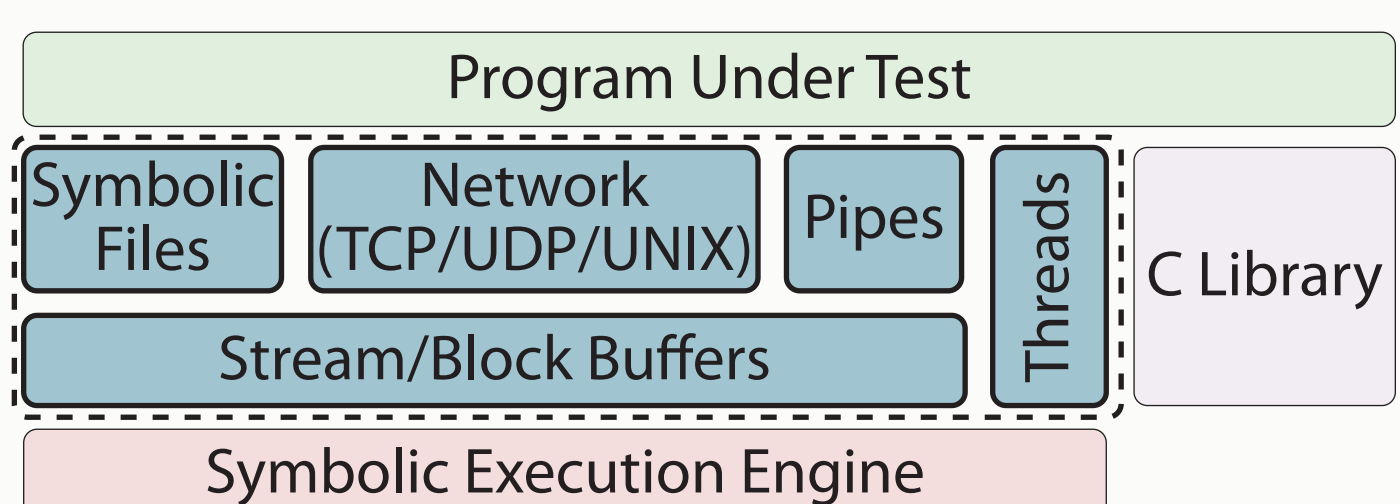 Program Under Test
Symbolic
Files
Network
(TCP/UDP/UNIX)
Pipes
Threads
C Library
Stream/Block Buffers
Symbolic Execution Engine